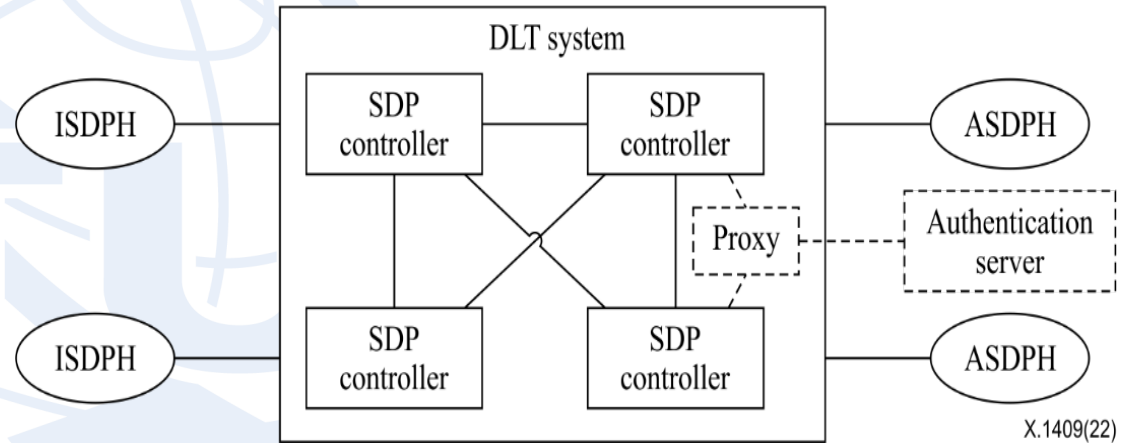 DLT system
ISDPH
SDP
controller
SDP
controller
ASDPH
Proxy
Authentication
server
ISDPH
SDP
controller
SDP
controller
ASDPH
X.1409(22)